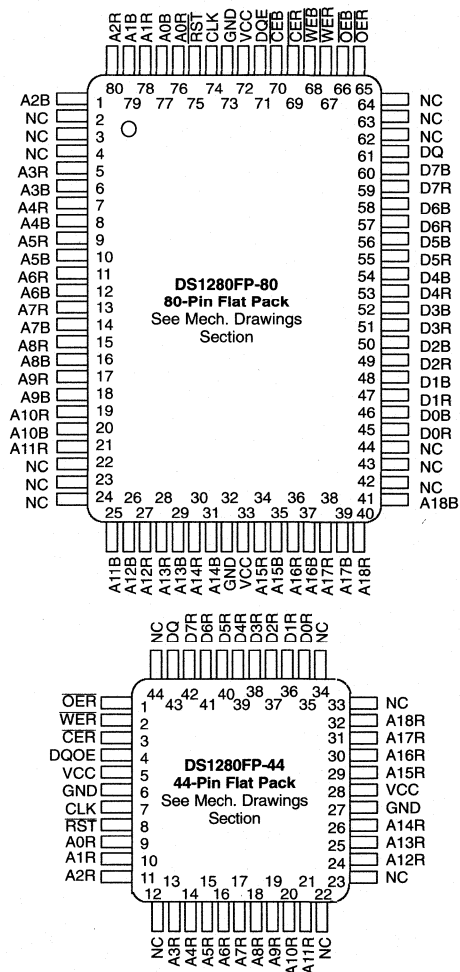 A2R A1B A1R A0B A0R RST CLK GND VCC DQE CEB CER WEB WER OEB OER
80 78 76 74 72 70 68 66 65
79 77 75 73 71 69 67
A2B 1 64 NC
NC 2 63 NC
NC 3 62 NC
NC 4 61 DQ
A3R 5 60 D7B
A3B 6 59 D7R
A4R 7 58 D6B
A4B 8 57 D6R
A5R 9 56 D5B
A5B 10 55 D5R
A6R 11 54 D4B
A6B 12 53 D4R
A7R 13 52 D3B
A7B 14 51 D3R
A8R 15 50 D2B
A8B 16 49 D2R
A9R 17 48 D1B
A9B 18 47 D1R
A10R 19 46 D0B
A10B 20 45 D0R
A11R 21 44 NC
NC 22 43 NC
NC 23 42 NC
NC 24 41 A18B
DS1280FP-80
80-Pin Flat Pack
See Mech. Drawings
Section
26 28 30 32 34 36 38
25 27 29 31 33 35 37 39 40
A11B A12B A12R A13R A13B A14R A14B GND VCC A15R A15B A16R A16B A17R A17B A18R
NC DQ D7R D6R D5R D4R D3R D2R D1R D0R NC
44 42 40 38 36 34
43 41 39 37 35
OER 1 33 NC
WER 2 32 A18R
CER 3 31 A17R
DQOE 4 30 A16R
VCC 5 29 A15R
GND 6 28 VCC
CLK 7 27 GND
RST 8 26 A14R
A0R 9 25 A13R
A1R 10 24 A12R
A2R 11 23 NC
DS1280FP-44
44-Pin Flat Pack
See Mech. Drawings
Section
13 15 17 19 21
12 14 16 18 20 22
NC A3R A4R A5R A6R A7R A8R A9R A10R A11R NC